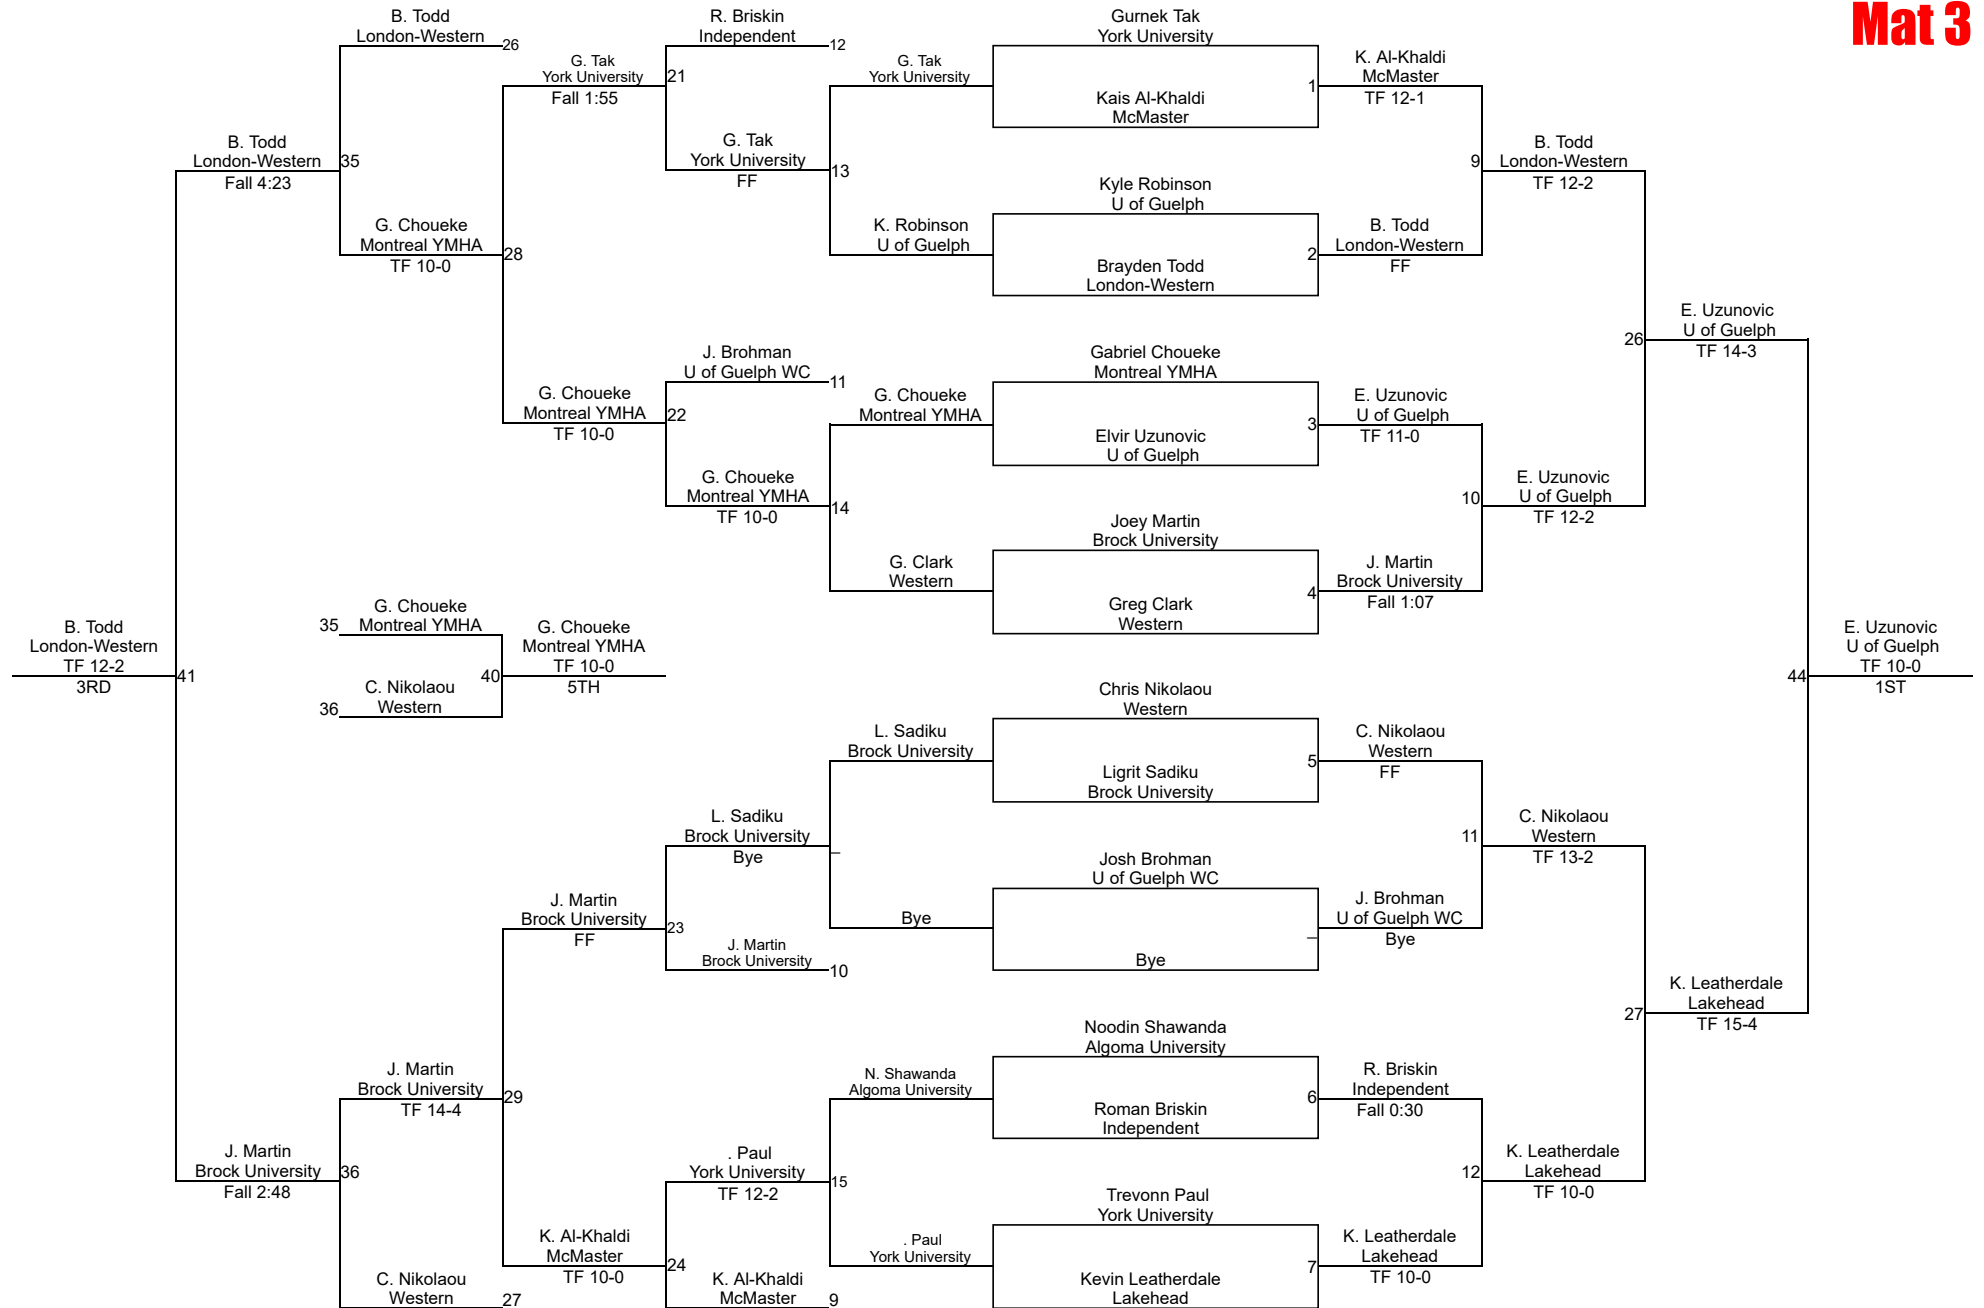 Mat 3
B. Todd
London-Western
26
R. Briskin
Independent
12
Gurnek Tak
York University
G. Tak
York University
Fall 1:55
21
G. Tak
York University
Kais Al-Khaldi
McMaster
1
K. Al-Khaldi
McMaster
TF 12-1
B. Todd
London-Western
Fall 4:23
35
G. Tak
York University
FF
13
9
B. Todd
London-Western
TF 12-2
G. Choueke
Montreal YMHA
TF 10-0
28
K. Robinson
U of Guelph
Kyle Robinson
U of Guelph
Brayden Todd
London-Western
2
B. Todd
London-Western
FF
J. Brohman
U of Guelph WC
11
Gabriel Choueke
Montreal YMHA
26
E. Uzunovic
U of Guelph
TF 14-3
G. Choueke
Montreal YMHA
TF 10-0
22
G. Choueke
Montreal YMHA
Elvir Uzunovic
U of Guelph
3
E. Uzunovic
U of Guelph
TF 11-0
G. Choueke
Montreal YMHA
TF 10-0
14
10
E. Uzunovic
U of Guelph
TF 12-2
G. Clark
Western
Joey Martin
Brock University
Greg Clark
Western
4
J. Martin
Brock University
Fall 1:07
B. Todd
London-Western
TF 12-2
3RD
41
35
G. Choueke
Montreal YMHA
36
C. Nikolaou
Western
40
G. Choueke
Montreal YMHA
TF 10-0
5TH
44
E. Uzunovic
U of Guelph
TF 10-0
1ST
Chris Nikolaou
Western
L. Sadiku
Brock University
Ligrit Sadiku
Brock University
5
C. Nikolaou
Western
FF
L. Sadiku
Brock University
Bye
11
C. Nikolaou
Western
TF 13-2
J. Martin
Brock University
FF
23
Bye
Josh Brohman
U of Guelph WC
Bye
J. Brohman
U of Guelph WC
Bye
J. Martin
Brock University
10
27
K. Leatherdale
Lakehead
TF 15-4
J. Martin
Brock University
TF 14-4
29
N. Shawanda
Algoma University
Noodin Shawanda
Algoma University
Roman Briskin
Independent
6
R. Briskin
Independent
Fall 0:30
J. Martin
Brock University
Fall 2:48
36
. Paul
York University
TF 12-2
15
12
K. Leatherdale
Lakehead
TF 10-0
K. Al-Khaldi
McMaster
TF 10-0
24
. Paul
York University
Trevonn Paul
York University
Kevin Leatherdale
Lakehead
7
K. Leatherdale
Lakehead
TF 10-0
C. Nikolaou
Western
27
K. Al-Khaldi
McMaster
9